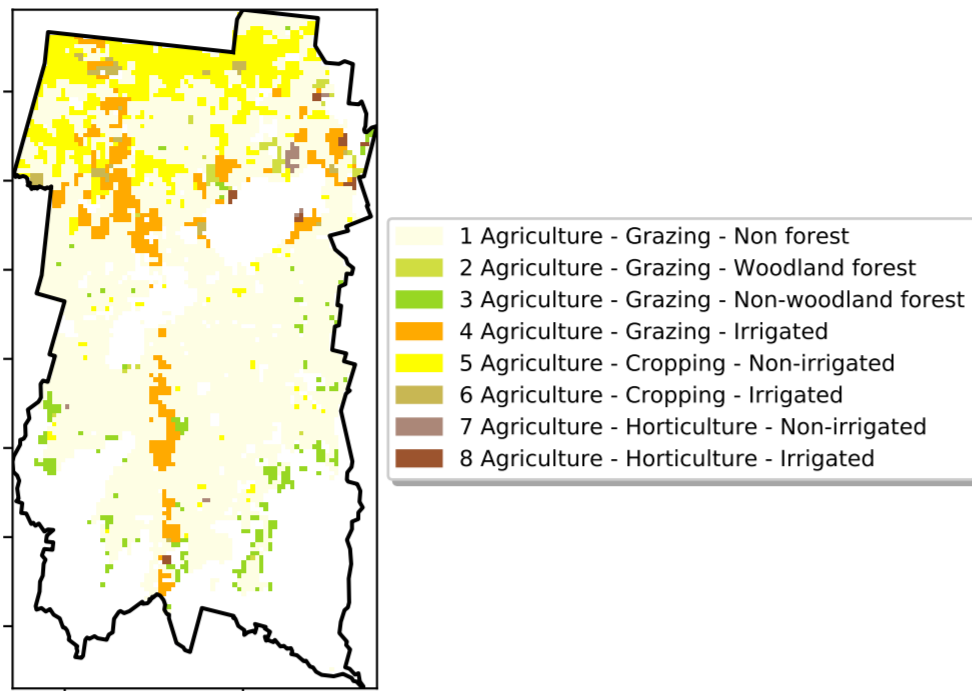 1 Agriculture - Grazing - Non forest
2 Agriculture - Grazing - Woodland forest
3 Agriculture - Grazing - Non-woodland forest
4 Agriculture - Grazing - Irrigated
5 Agriculture - Cropping - Non-irrigated
6 Agriculture - Cropping - Irrigated
7 Agriculture - Horticulture - Non-irrigated
8 Agriculture - Horticulture - Irrigated